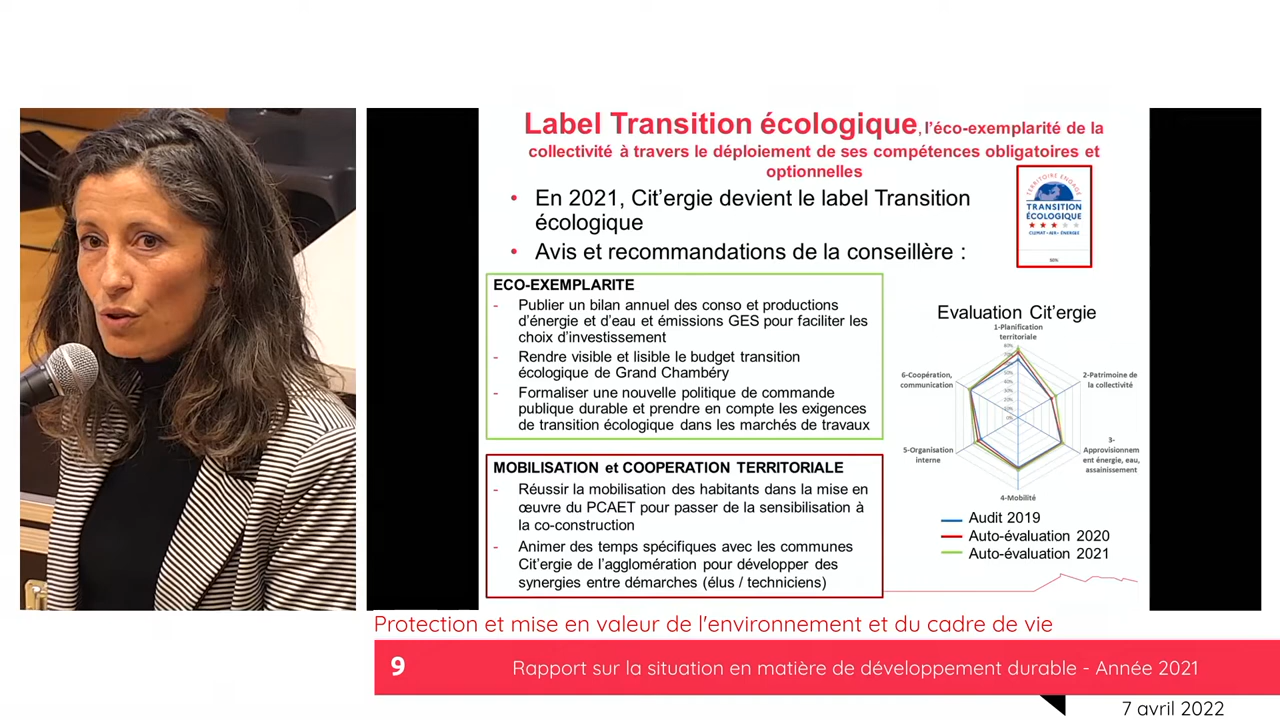 Label Transition écologique, l'éco-exemplarité de la
collectivité à travers le déploiement de ses compétences obligatoires et
optionnelles
• En 2021, Cit'ergie devient le label Transition
écologique
• Avis et recommandations de la conseillère :
TERRITOIRE ENGAGÉ
TRANSITION
ÉCOLOGIQUE
CLIMAT • AIR • ÉNERGIE
ECO-EXEMPLARITE
- Publier un bilan annuel des conso et productions
d'énergie et d'eau et émissions GES pour faciliter les
choix d'investissement
- Rendre visible et lisible le budget transition
écologique de Grand Chambéry
- Formaliser une nouvelle politique de commande
publique durable et prendre en compte les exigences
de transition écologique dans les marchés de travaux
MOBILISATION et COOPERATION TERRITORIALE
- Réussir la mobilisation des habitants dans la mise en
œuvre du PCAET pour passer de la sensibilisation à
la co-construction
- Animer des temps spécifiques avec les communes
Cit'ergie de l'agglomération pour développer des
synergies entre démarches (élus / techniciens)
Evaluation Cit'ergie
1-Planification
territoriale
80%
2-Patrimoine de
la collectivité
3-
Approvisionnem
ent énergie, eau,
assainissement
4-Mobilité
5-Organisation
interne
6-Coopération,
communication
Audit 2019
Auto-évaluation 2020
Auto-évaluation 2021
Protection et mise en valeur de l'environnement et du cadre de vie
9
Rapport sur la situation en matière de développement durable - Année 2021
7 avril 2022